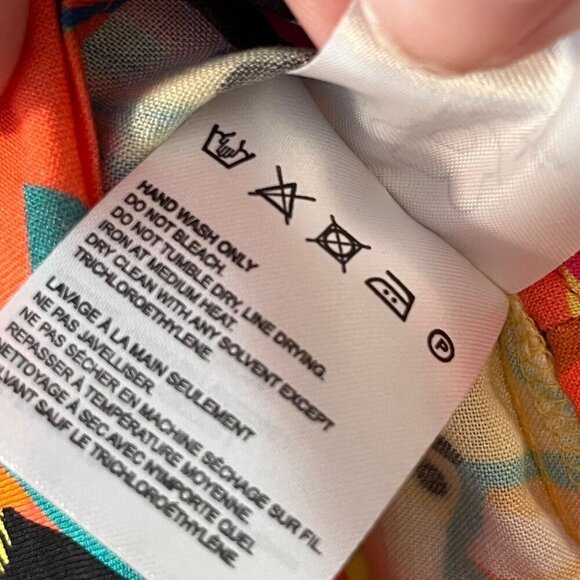 P
HAND WASH ONLY
DO NOT BLEACH.
DO NOT TUMBLE DRY, LINE DRYING.
IRON AT MEDIUM HEAT.
DRY CLEAN WITH ANY SOLVENT EXCEPT
TRICHLOROETHYLENE.
LAVAGE À LA MAIN SEULEMENT
NE PAS JAVELLISER
NE PAS SÉCHER EN MACHINE SÉCHAGE SUR FIL.
REPASSER À TEMPÉRATURE MOYENNE.
NETTOYAGE À SEC AVEC N'IMPORTE QUEL
SOLVANT SAUF LE TRICHLOROÉTHYLÈNE.